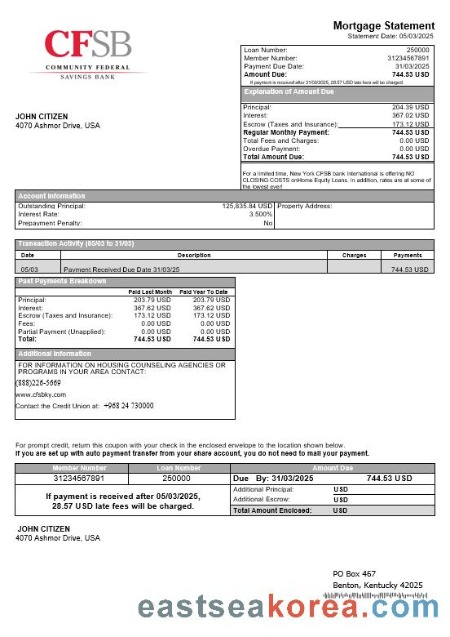 CFSB
COMMUNITY FEDERAL
SAVINGS BANK
Mortgage Statement
Statement Date: 05/03/2025
Loan Number: 250000
Member Number: 31234567891
Payment Due Date: 31/03/2025
Amount Due: 744.53 USD
If payment is received after 31/03/2025, 28.57 USD late fee will be charged.
Explanation of Amount Due
Principal: 204.39 USD
Interest: 367.02 USD
Escrow (Taxes and Insurance): 173.12 USD
Regular Monthly Payment: 744.53 USD
Total Fees and Charges: 0.00 USD
Overdue Payment: 0.00 USD
Total Amount Due: 744.53 USD
For a limited time, New York CFSB bank International is offering NO
CLOSING COSTS onHome Equity Loans. In addition, rates are at some of
the lowest ever!
JOHN CITIZEN
4070 Ashmor Drive, USA
Account Information
Outstanding Principal: 125,835.84 USD
Interest Rate: 3.500%
Prepayment Penalty: No
Property Address:
Transaction Activity (05/03 to 31/03)
Date Description Charges Payments
05/03 Payment Received Due Date 31/03/25 744.53 USD
Past Payments Breakdown
Paid Last Month Paid Year To Date
Principal: 203.79 USD 203.79 USD
Interest: 367.62 USD 367.62 USD
Escrow (Taxes and Insurance): 173.12 USD 173.12 USD
Fees: 0.00 USD 0.00 USD
Partial Payment (Unapplied): 0.00 USD 0.00 USD
Total: 744.53 USD 744.53 USD
Additional Information
FOR INFORMATION ON HOUSING COUNSELING AGENCIES OR
PROGRAMS IN YOUR AREA CONTACT:
(888)226-5669
www.cfsbky.com
Contact the Credit Union at: +968 24 730000
For prompt credit, return this coupon with your check in the enclosed envelope to the location shown below.
If you are set up with auto payment transfer from your share account, you do not need to mail your payment.
Member Number Loan Number Amount Due
31234567891 250000 Due By: 31/03/2025 744.53 USD
If payment is received after 05/03/2025,
28.57 USD late fees will be charged.
Additional Principal: USD
Additional Escrow: USD
Total Amount Enclosed: USD
JOHN CITIZEN
4070 Ashmor Drive, USA
PO Box 467
Benton, Kentucky 42025
eastseakorea.com